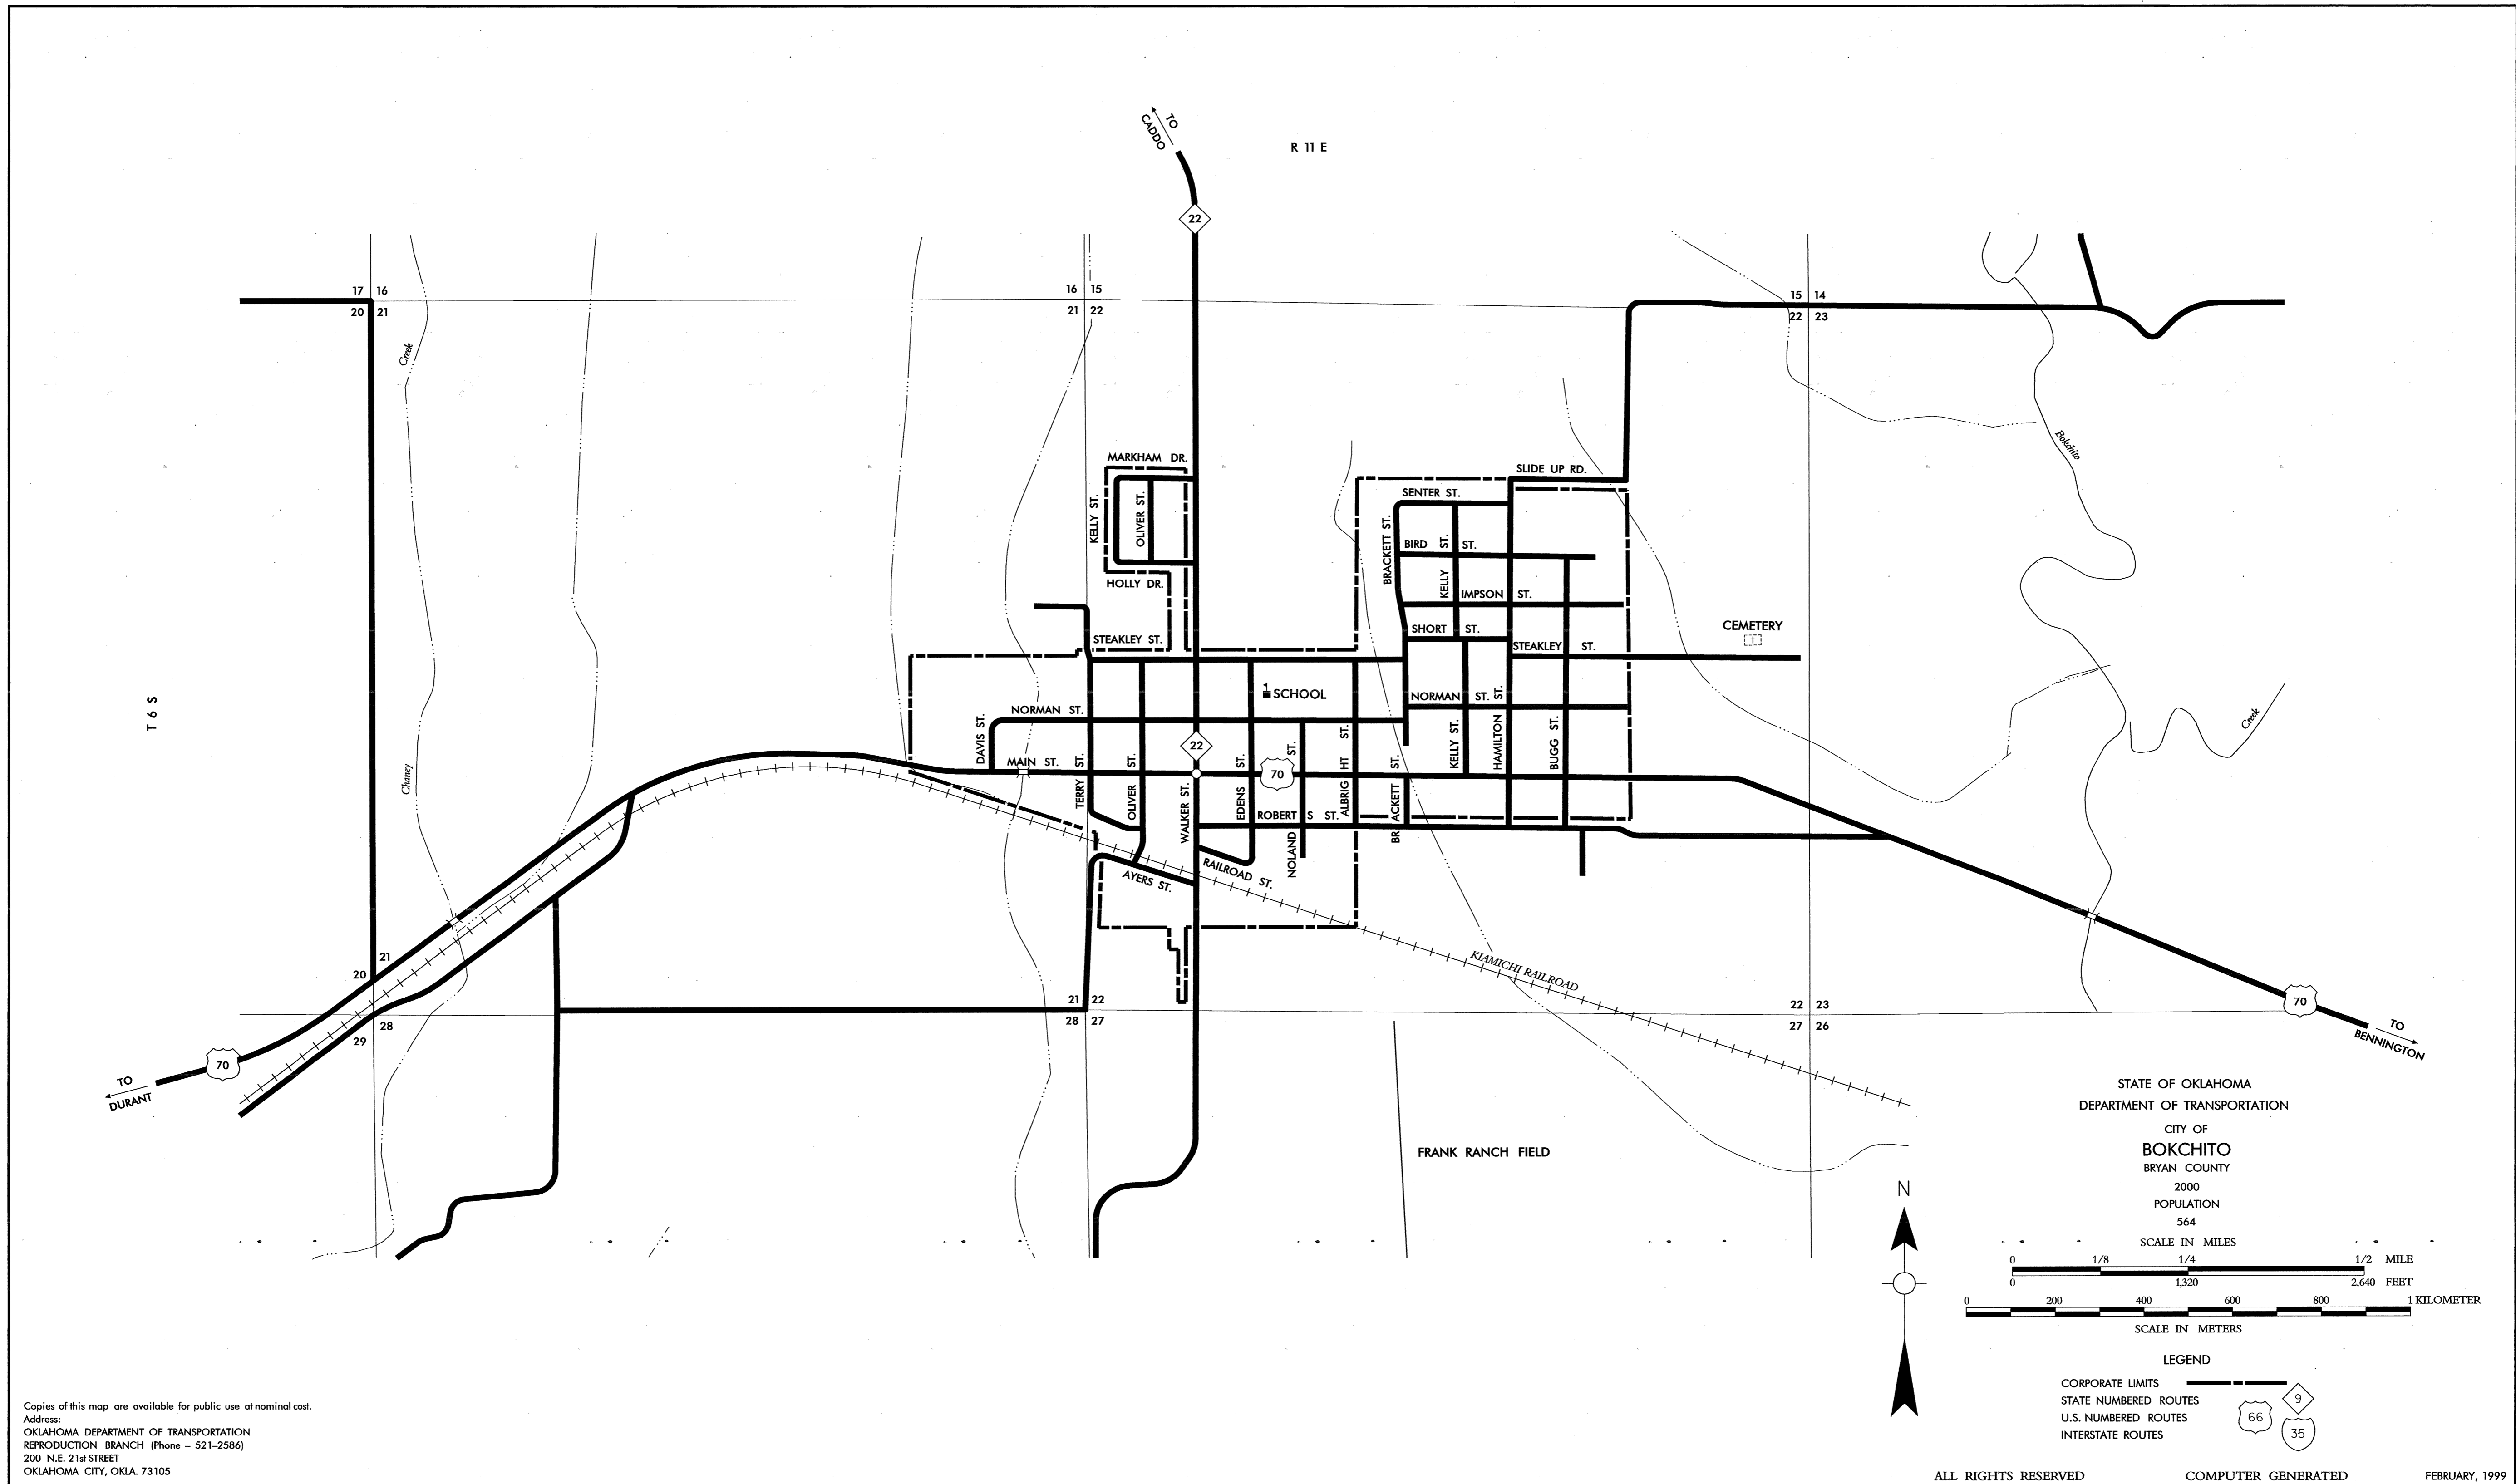 TO
CADDO
R 11 E
22
17 16
20 21
16 15
21 22
15 14
22 23
Creek
Bokchito
MARKHAM DR.
KELLY ST.
OLIVER ST.
HOLLY DR.
SLIDE UP RD.
SENTER ST.
BRACKETT ST.
BIRD ST.
KELLY ST.
IMPSON ST.
SHORT ST.
STEAKLEY ST.
STEAKLEY ST.
CEMETERY
SCHOOL
T 6 S
NORMAN ST.
NORMAN ST.
DAVIS ST.
MAIN ST.
TERRY ST.
OLIVER ST.
WALKER ST.
22
EDENS ST.
70
NOLAND ST.
ALBRIGHT ST.
BRACKETT ST.
KELLY ST.
HAMILTON ST.
BUGG ST.
ROBERTS ST.
RAILROAD ST.
AYERS ST.
Chaney
Creek
KIAMICHI RAILROAD
20 21
29 28
21 22
28 27
22 23
27 26
70
TO
DURANT
70
TO
BENNINGTON
FRANK RANCH FIELD
N
STATE OF OKLAHOMA
DEPARTMENT OF TRANSPORTATION
CITY OF
BOKCHITO
BRYAN COUNTY
2000
POPULATION
564
SCALE IN MILES
0 1/8 1/4 1/2 MILE
0 1,320 2,640 FEET
0 200 400 600 800 1 KILOMETER
SCALE IN METERS
LEGEND
CORPORATE LIMITS
STATE NUMBERED ROUTES 9
U.S. NUMBERED ROUTES 66
INTERSTATE ROUTES 35
Copies of this map are available for public use at nominal cost.
Address:
OKLAHOMA DEPARTMENT OF TRANSPORTATION
REPRODUCTION BRANCH (Phone – 521–2586)
200 N.E. 21st STREET
OKLAHOMA CITY, OKLA. 73105
ALL RIGHTS RESERVED COMPUTER GENERATED FEBRUARY, 1999